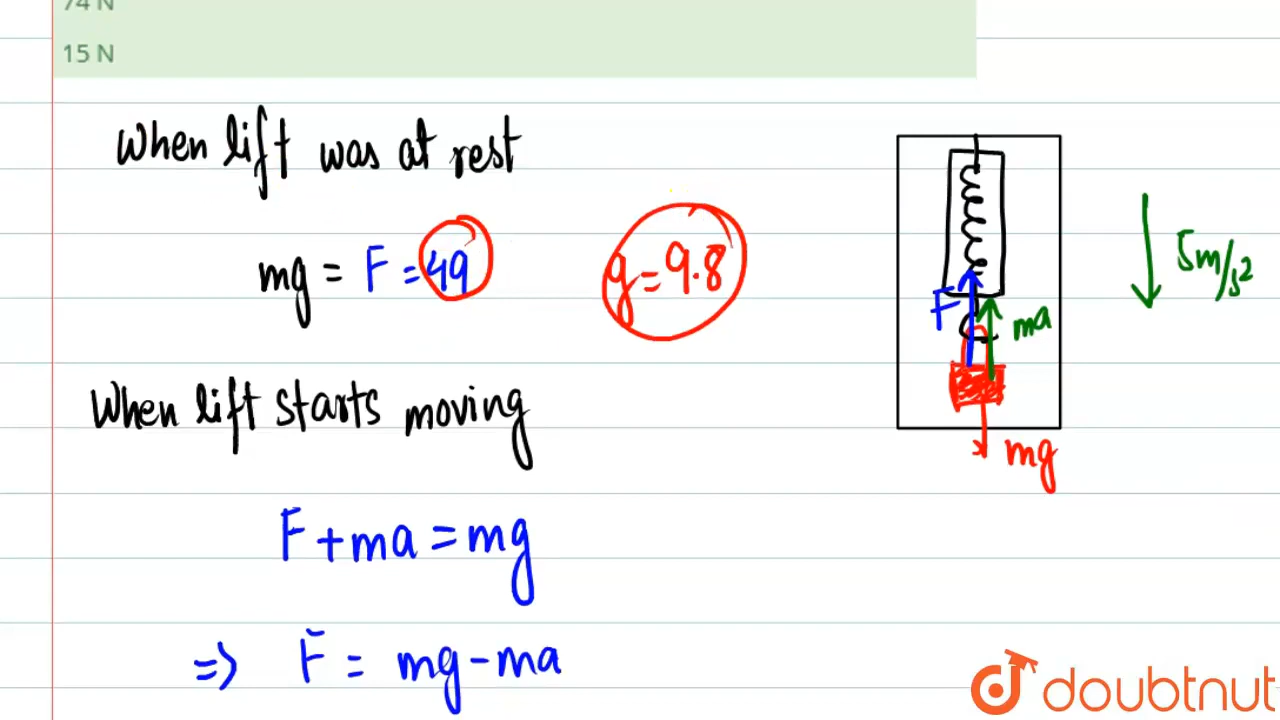 74 N
15 N
When lift was at rest
mg = F = 49
g = 9.8
When lift starts moving
F + ma = mg
=> F = mg - ma
F
ma
mg
5m/s²
doubtnut